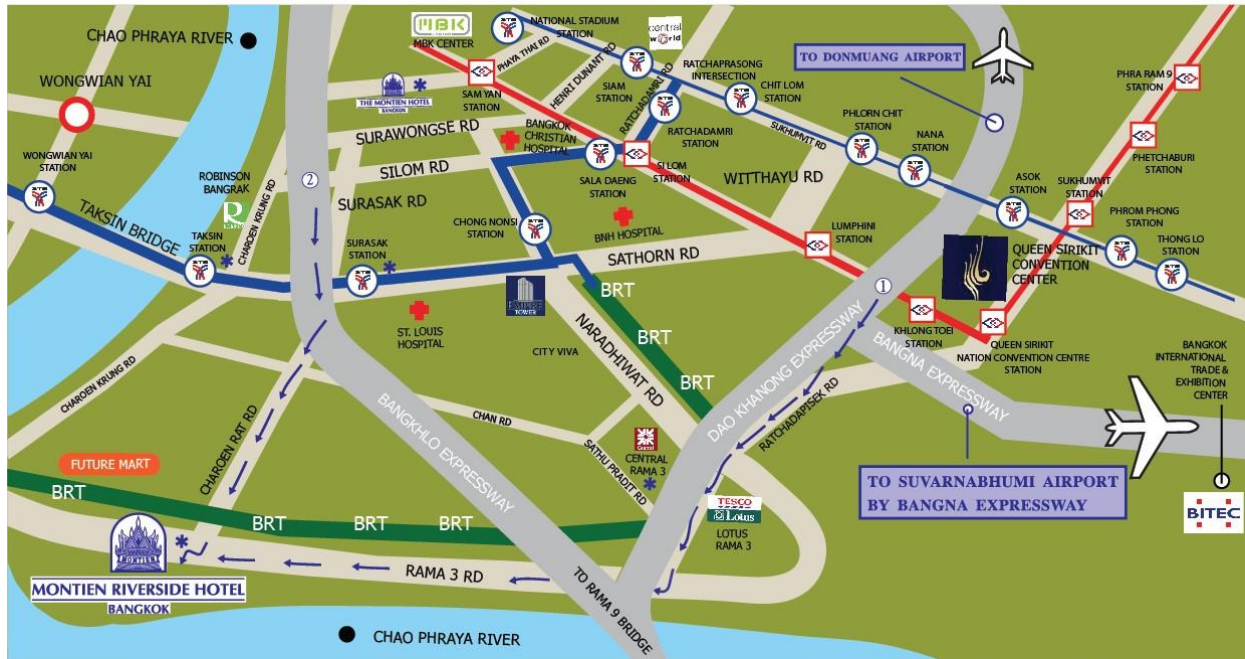 CHAO PHRAYA RIVER
WONGWIAN YAI
WONGWIAN YAI
STATION
MBK
MBK CENTER
NATIONAL STADIUM
STATION
central
world
PHAYA THAI RD
HENRI DUNANT RD
SIAM
STATION
RATCHADAMRI RD
RATCHAPRASONG
INTERSECTION
CHIT LOM
STATION
TO DONMUANG AIRPORT
PHRA RAM 9
STATION
THE MONTIEN HOTEL
BANGKOK
SAM YAN
STATION
SURAWONGSE RD
BANGKOK
CHRISTIAN
HOSPITAL
RATCHADAMRI
STATION
SUKHUMVIT RD
PHLORN CHIT
STATION
NANA
STATION
PHETCHABURI
STATION
SILOM RD
SALA DAENG
STATION
SI LOM
STATION
WITTHAYU RD
ASOK
STATION
SUKHUMVIT
STATION
PHROM PHONG
STATION
THONG LO
STATION
ROBINSON
BANGRAK
R
CHAROEN KRUNG RD
2
SURASAK RD
CHONG NONSI
STATION
BNH HOSPITAL
LUMPHINI
STATION
TAKSIN BRIDGE
TAKSIN
STATION
SURASAK
STATION
SATHORN RD
QUEEN SIRIKIT
CONVENTION
CENTER
EMPIRE
TOWER
BRT
1
KHLONG TOEI
STATION
QUEEN SIRIKIT
NATION CONVENTION CENTRE
STATION
ST. LOUIS
HOSPITAL
CITY VIVA
BRT
NARADHIWAT RD
BRT
DAO KHANONG EXPRESSWAY
BANGNA EXPRESSWAY
RATCHADAPISEK RD
BANGKOK
INTERNATIONAL
TRADE &
EXHIBITION
CENTER
CHAROEN KRUNG RD
CHAROEN RAT RD
BANGKHLO EXPRESSWAY
CHAN RD
SATHU PRADIT RD
Central
CENTRAL
RAMA 3
FUTURE MART
TO SUVARNABHUMI AIRPORT
BY BANGNA EXPRESSWAY
BITEC
BRT
BRT
BRT
BRT
TESCO
Lotus
LOTUS
RAMA 3
MONTIEN
MONTIEN RIVERSIDE HOTEL
BANGKOK
RAMA 3 RD
TO RAMA 9 BRIDGE
CHAO PHRAYA RIVER